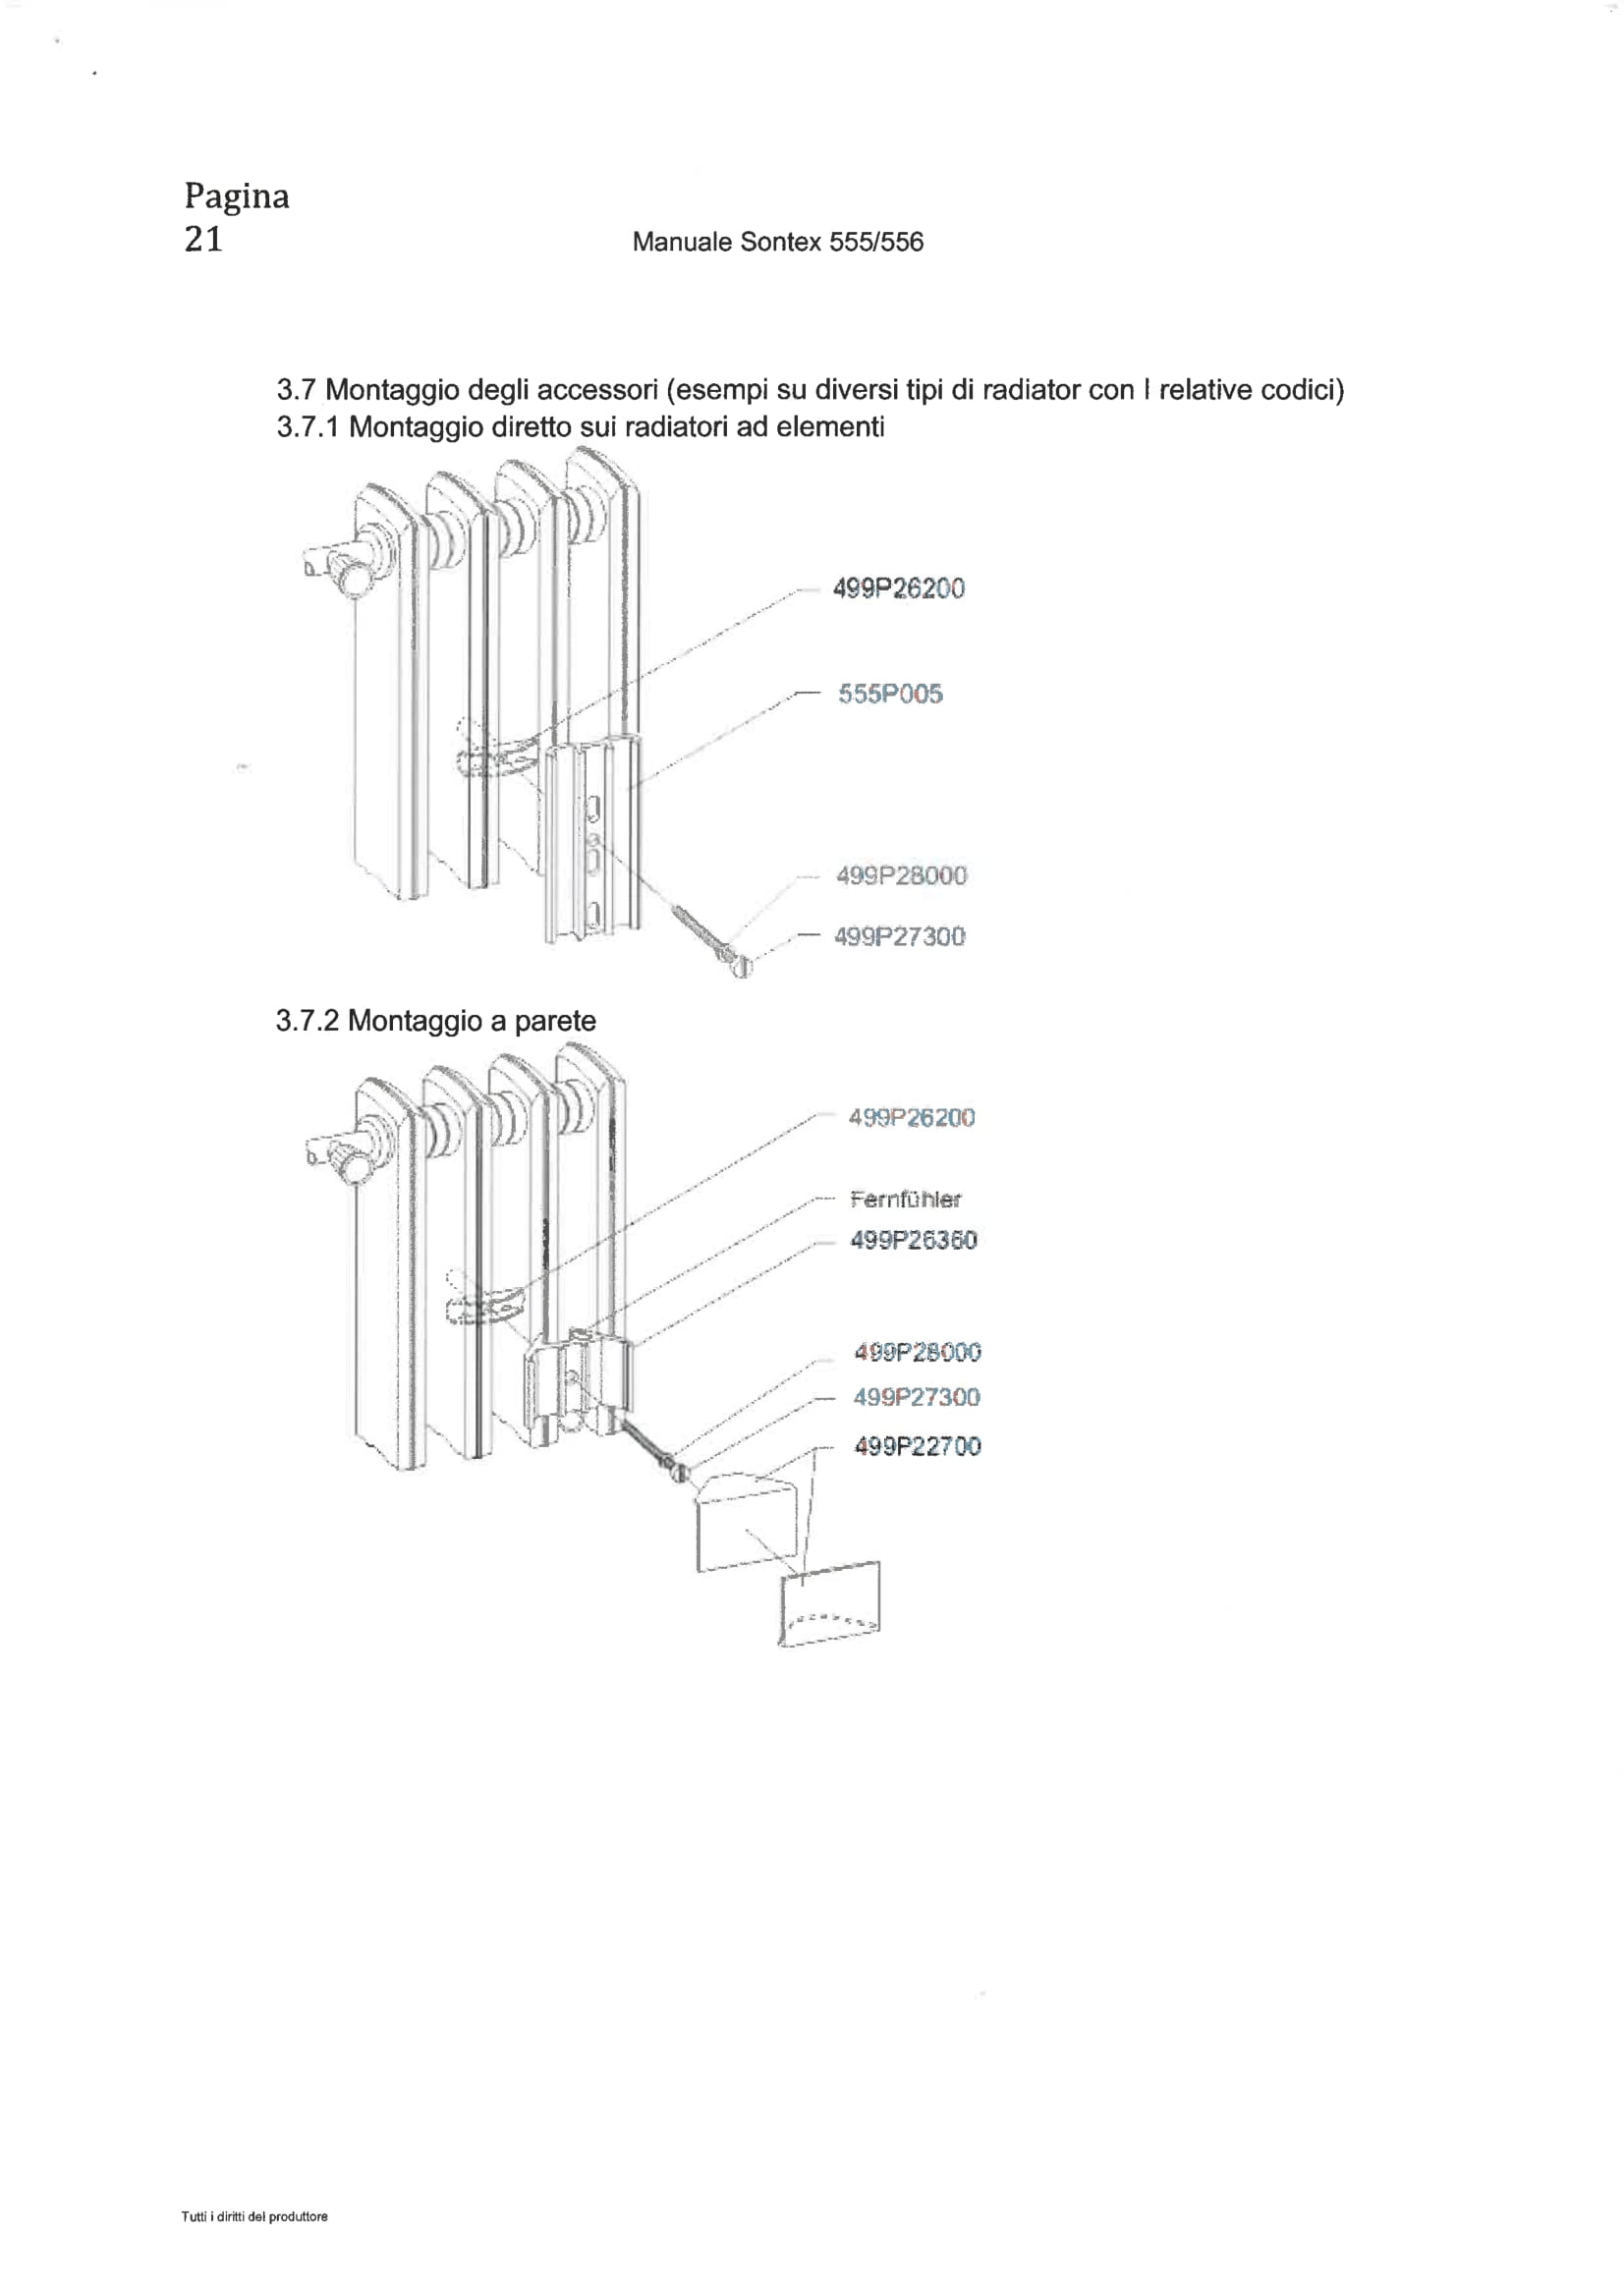 Pagina
21
Manuale Sontex 555/556
3.7 Montaggio degli accessori (esempi su diversi tipi di radiator con I relative codici)
3.7.1 Montaggio diretto sui radiatori ad elementi
499P26200
555P005
499P28000
499P27300
3.7.2 Montaggio a parete
499P26200
Fernfühler
499P26360
499P28000
499P27300
499P22700
Tutti i diritti del produttore